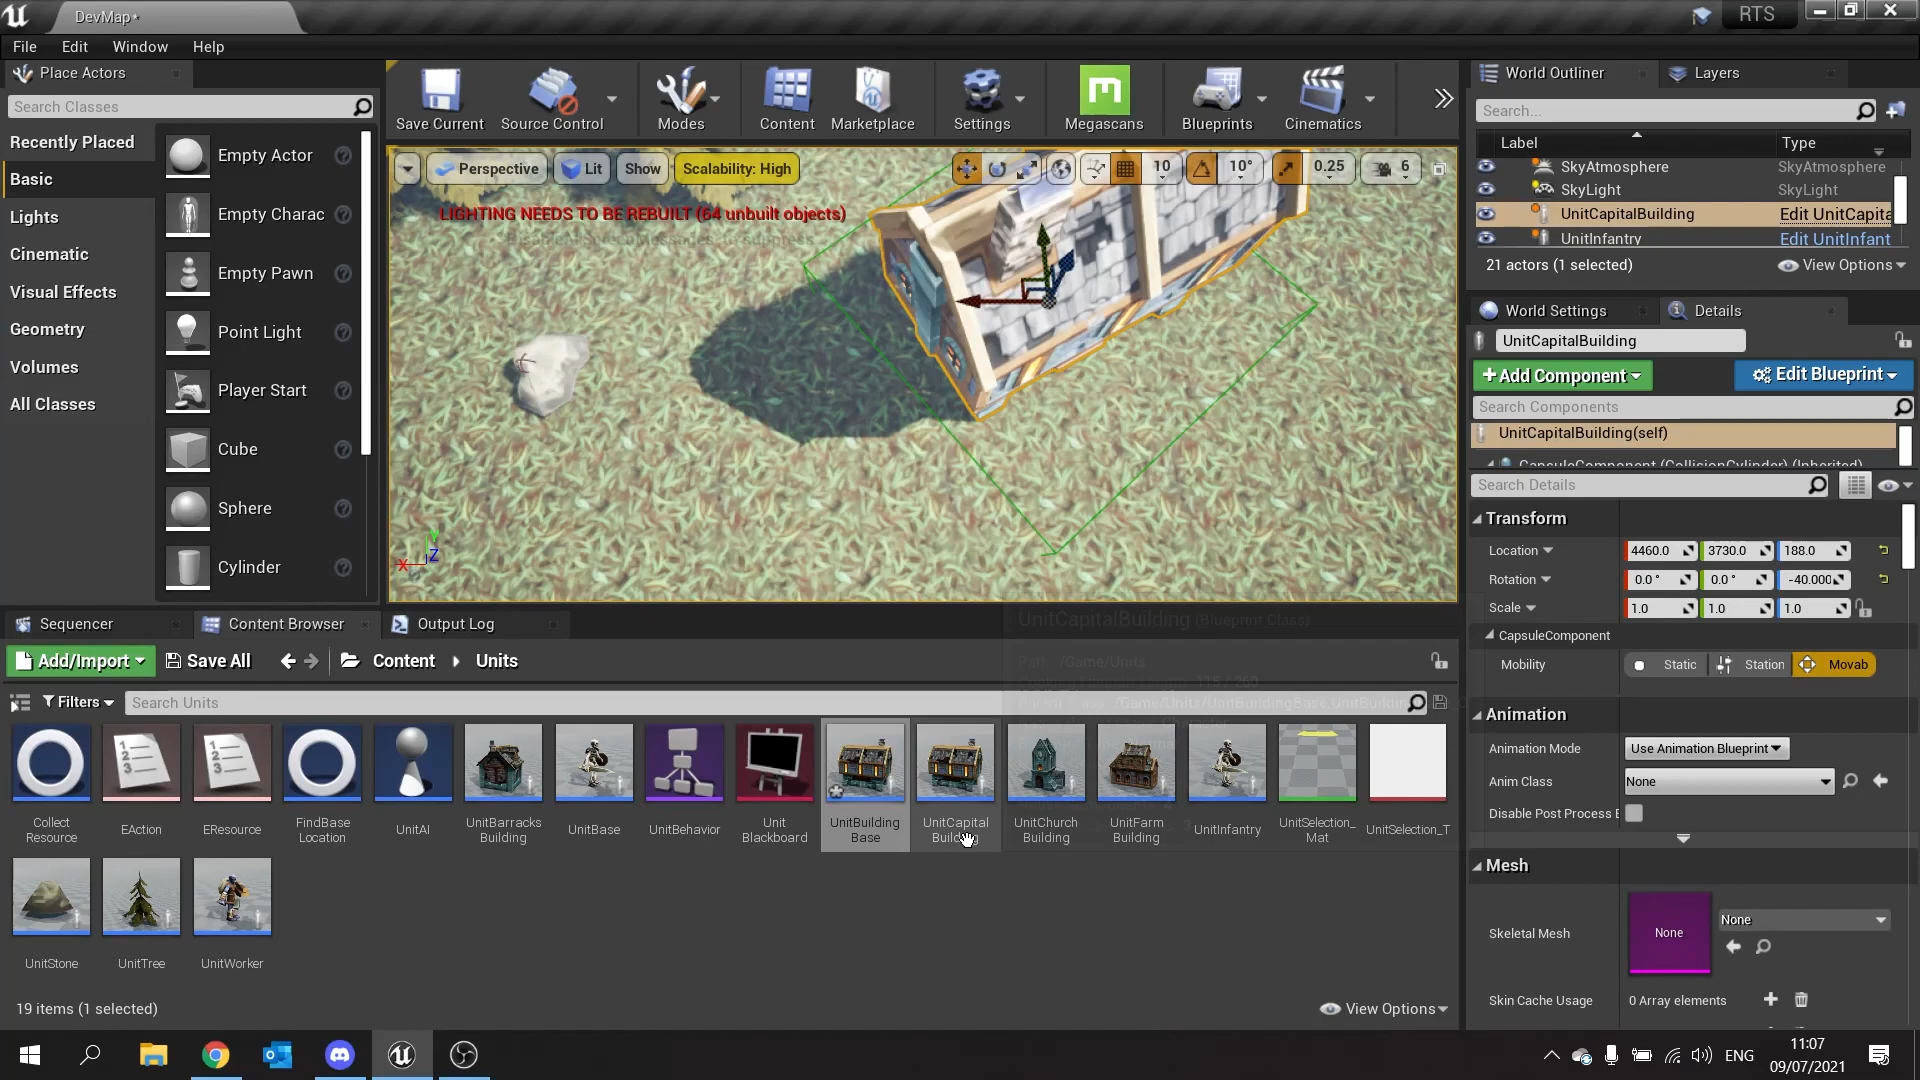 DevMap*
RTS
File Edit Window Help
Place Actors
Search Classes
Recently Placed
Basic
Lights
Cinematic
Visual Effects
Geometry
Volumes
All Classes
Empty Actor
Empty Charac
Empty Pawn
Point Light
Player Start
Cube
Sphere
Cylinder
Save Current
Source Control
Modes
Content
Marketplace
Settings
Megascans
Blueprints
Cinematics
Perspective
Lit
Show
Scalability: High
10
10°
0.25
6
LIGHTING NEEDS TO BE REBUILT (64 unbuilt objects)
X
Y
Z
World Outliner
Layers
Search...
Label
Type
SkyAtmosphere SkyAtmosphere
SkyLight SkyLight
UnitCapitalBuilding Edit UnitCapita
UnitInfantry Edit UnitInfant
21 actors (1 selected)
View Options
World Settings
Details
UnitCapitalBuilding
+Add Component
Edit Blueprint
Search Components
UnitCapitalBuilding(self)
CapsuleComponent (CollisionCylinder) (Inherited)
Search Details
Transform
Location 4460.0 3730.0 188.0
Rotation 0.0° 0.0° -40.000
Scale 1.0 1.0 1.0
CapsuleComponent
Mobility Static Station Movab
Animation
Animation Mode Use Animation Blueprint
Anim Class None
Disable Post Process E
Mesh
Skeletal Mesh None None
Skin Cache Usage 0 Array elements
Sequencer
Content Browser
Output Log
UnitCapitalBuilding (Blueprint Class)
Add/Import
Save All
Content
Units
Filters
Search Units
Collect
Resource
EAction
EResource
FindBase
Location
UnitAI
UnitBarracks
Building
UnitBase
UnitBehavior
Unit
Blackboard
UnitBuilding
Base
UnitCapital
Building
UnitChurch
Building
UnitFarm
Building
UnitInfantry
UnitSelection_
Mat
UnitSelection_T
UnitStone
UnitTree
UnitWorker
19 items (1 selected)
View Options
ENG
11:07
09/07/2021